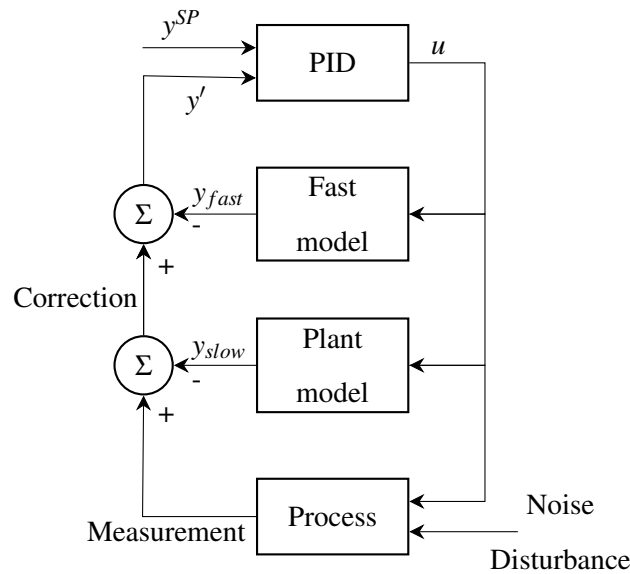 y^SP
PID
u
y′
Fast
model
y_fast
Σ
-
+
Correction
Plant
model
y_slow
Σ
-
+
Process
Measurement
Noise
Disturbance